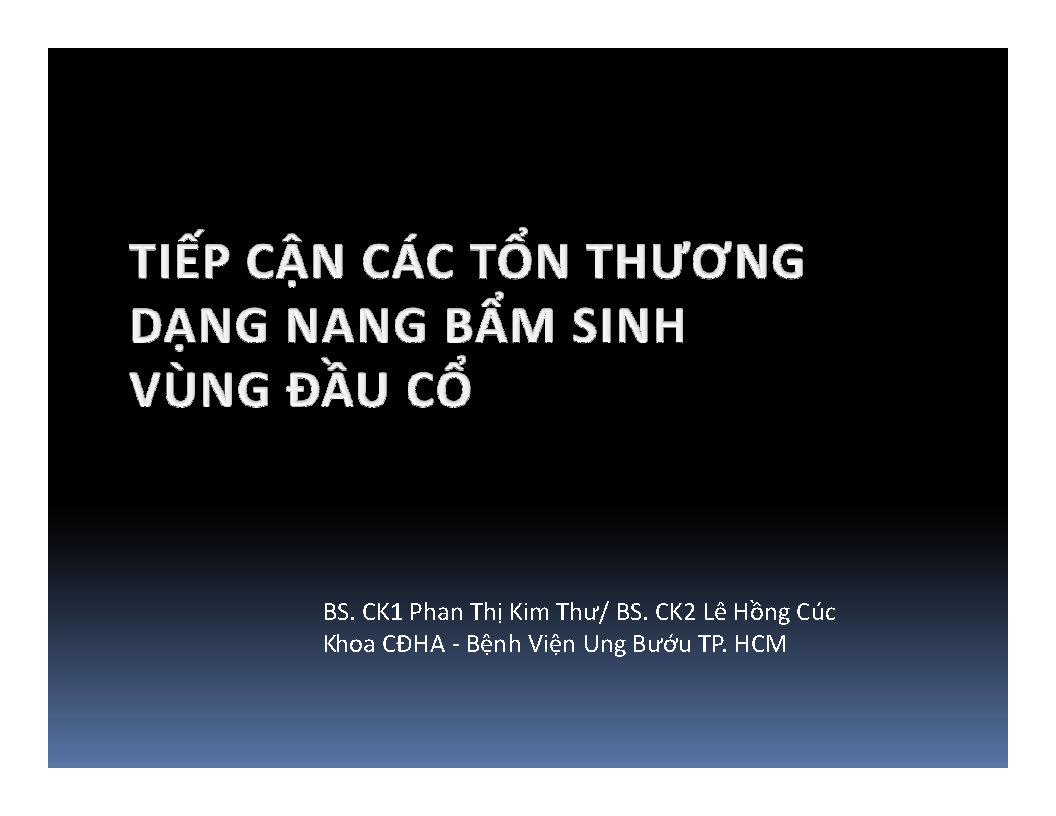 TIẾP CẬN CÁC TỔN THƯƠNG
DẠNG NANG BẨM SINH
VÙNG ĐẦU CỔ
BS. CK1 Phan Thị Kim Thư/ BS. CK2 Lê Hồng Cúc
Khoa CĐHA - Bệnh Viện Ung Bướu TP. HCM